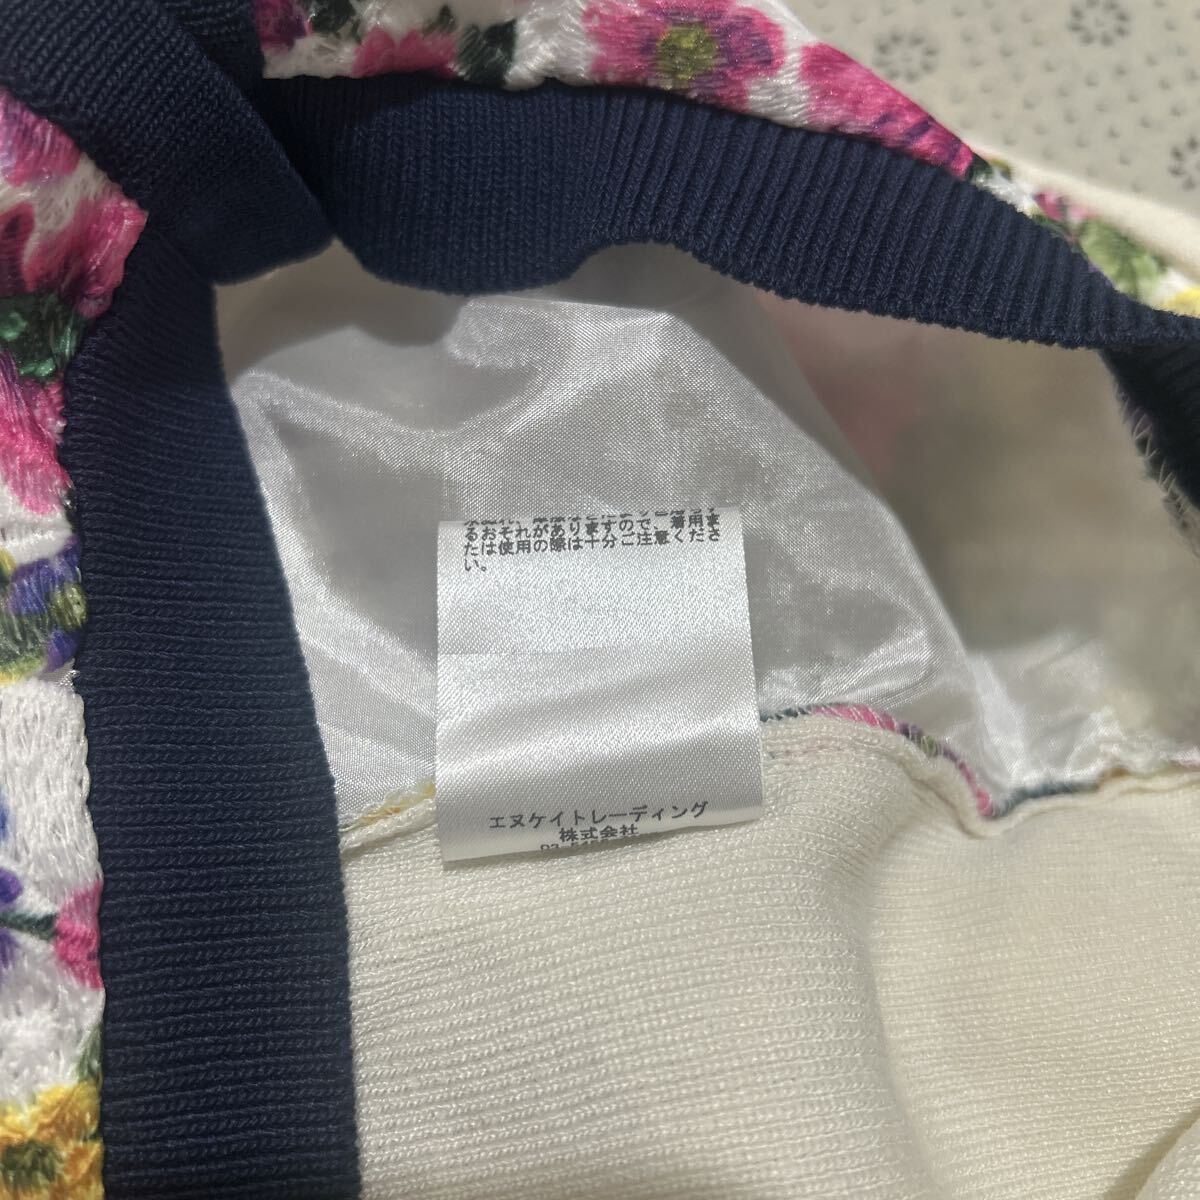 るおそれがありますので、着用ま
たは使用の際は十分ご注意くださ
い。
エヌケイトレーディング
株式会社